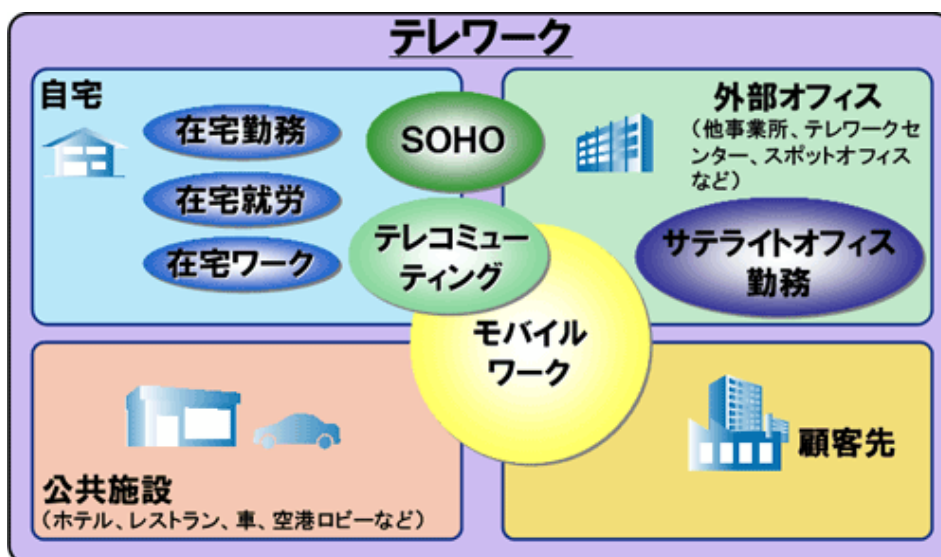 テレワーク
自宅
在宅勤務
在宅就労
在宅ワーク
SOHO
テレコミュー
ティング
モバイル
ワーク
外部オフィス
（他事業所、テレワークセ
ンター、スポットオフィス
など）
サテライトオフィス
勤務
公共施設
（ホテル、レストラン、車、空港ロビーなど）
顧客先